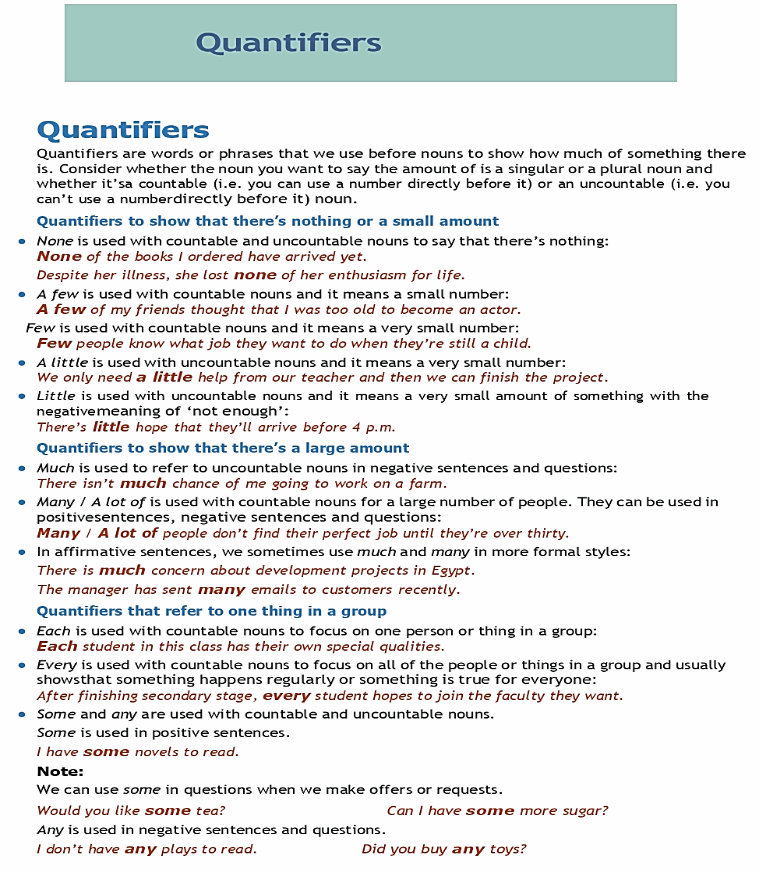 Quantifiers
Quantifiers
Quantifiers are words or phrases that we use before nouns to show how much of something there
is. Consider whether the noun you want to say the amount of is a singular or a plural noun and
whether it'sa countable (i.e. you can use a number directly before it) or an uncountable (i.e. you
can't use a numberdirectly before it) noun.
Quantifiers to show that there's nothing or a small amount
• None is used with countable and uncountable nouns to say that there's nothing:
None of the books I ordered have arrived yet.
Despite her illness, she lost none of her enthusiasm for life.
• A few is used with countable nouns and it means a small number:
A few of my friends thought that I was too old to become an actor.
Few is used with countable nouns and it means a very small number:
Few people know what job they want to do when they're still a child.
• A little is used with uncountable nouns and it means a very small number:
We only need a little help from our teacher and then we can finish the project.
• Little is used with uncountable nouns and it means a very small amount of something with the
negativemeaning of 'not enough':
There's little hope that they'll arrive before 4 p.m.
Quantifiers to show that there's a large amount
• Much is used to refer to uncountable nouns in negative sentences and questions:
There isn't much chance of me going to work on a farm.
• Many / A lot of is used with countable nouns for a large number of people. They can be used in
positivesentences, negative sentences and questions:
Many / A lot of people don't find their perfect job until they're over thirty.
• In affirmative sentences, we sometimes use much and many in more formal styles:
There is much concern about development projects in Egypt.
The manager has sent many emails to customers recently.
Quantifiers that refer to one thing in a group
• Each is used with countable nouns to focus on one person or thing in a group:
Each student in this class has their own special qualities.
• Every is used with countable nouns to focus on all of the people or things in a group and usually
showsthat something happens regularly or something is true for everyone:
After finishing secondary stage, every student hopes to join the faculty they want.
• Some and any are used with countable and uncountable nouns.
Some is used in positive sentences.
I have some novels to read.
Note:
We can use some in questions when we make offers or requests.
Would you like some tea? Can I have some more sugar?
Any is used in negative sentences and questions.
I don't have any plays to read. Did you buy any toys?